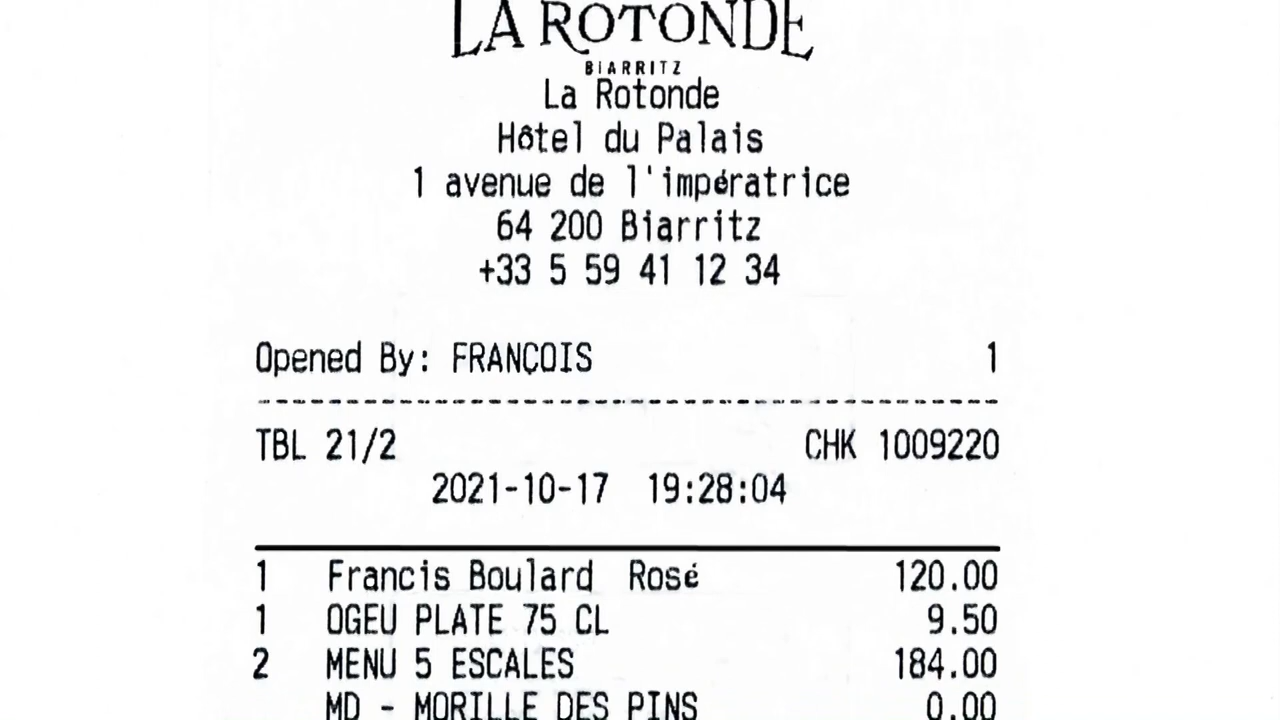 LA ROTONDE
BIARRITZ
La Rotonde
Hôtel du Palais
1 avenue de l'impératrice
64 200 Biarritz
+33 5 59 41 12 34
Opened By: FRANÇOIS 1
TBL 21/2 CHK 1009220
2021-10-17 19:28:04
1 Francis Boulard Rosé 120.00
1 OGEU PLATE 75 CL 9.50
2 MENU 5 ESCALES 184.00
MD - MORILLE DES PINS 0.00